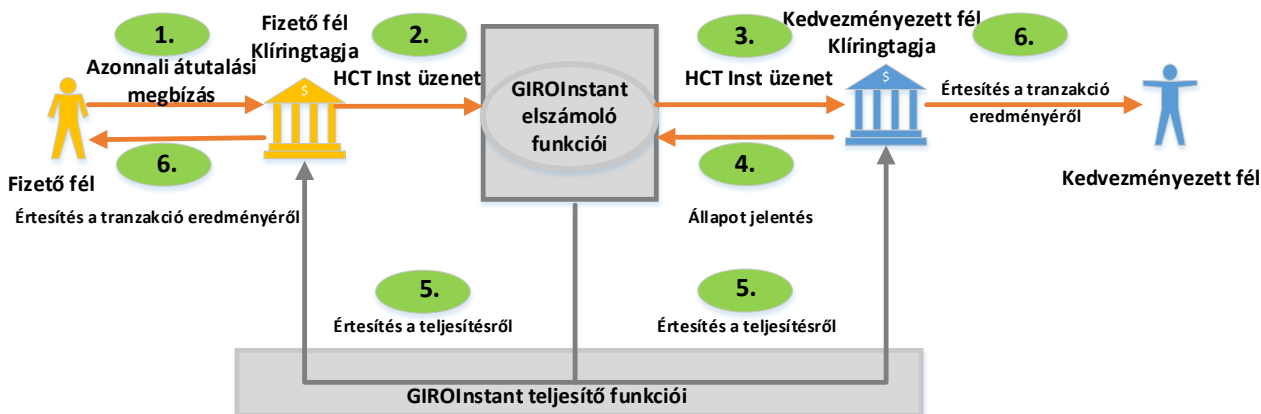 1.
Azonnali átutalási
megbízás
Fizető fél
Klíringtagja
$
2.
HCT Inst üzenet
GIROInstant
elszámoló
funkciói
3.
HCT Inst üzenet
Kedvezményezett fél
Klíringtagja
$
6.
Értesítés a tranzakció
eredményéről
6.
Fizető fél
Értesítés a tranzakció eredményéről
4.
Állapot jelentés
Kedvezményezett fél
5.
Értesítés a teljesítésről
5.
Értesítés a teljesítésről
GIROInstant teljesítő funkciói